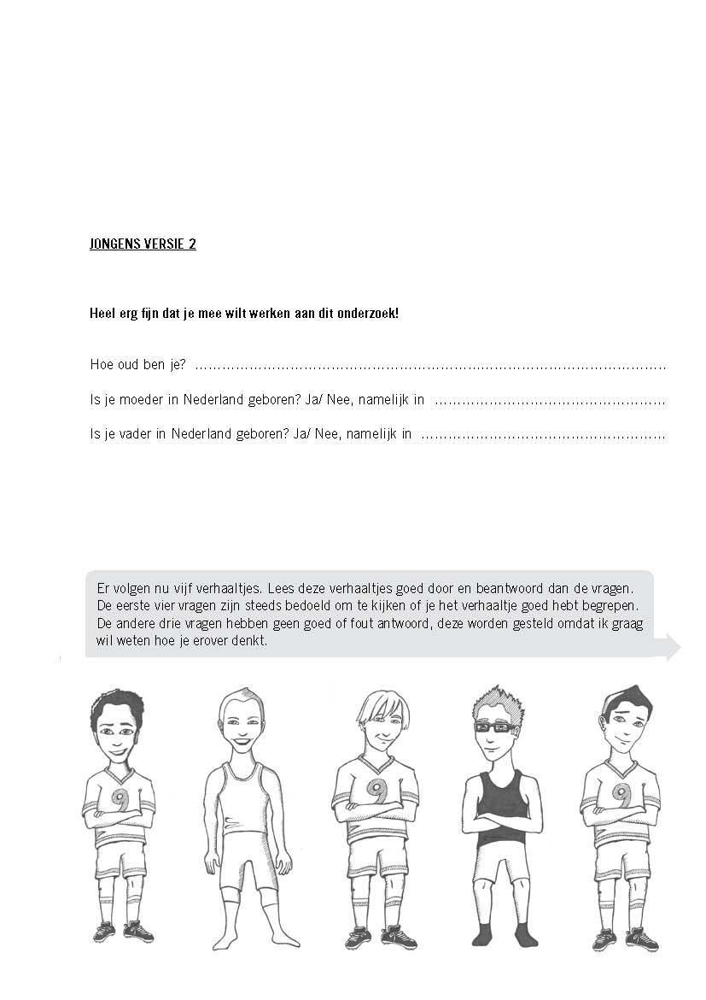 JONGENS VERSIE 2
Heel erg fijn dat je mee wilt werken aan dit onderzoek!
Hoe oud ben je? ………………………………………………………………………………………….
Is je moeder in Nederland geboren? Ja/ Nee, namelijk in ……………………………………………
Is je vader in Nederland geboren? Ja/ Nee, namelijk in ………………………………………………
Er volgen nu vijf verhaaltjes. Lees deze verhaaltjes goed door en beantwoord dan de vragen.
De eerste vier vragen zijn steeds bedoeld om te kijken of je het verhaaltje goed hebt begrepen.
De andere drie vragen hebben geen goed of fout antwoord, deze worden gesteld omdat ik graag
wil weten hoe je erover denkt.
9 9 9